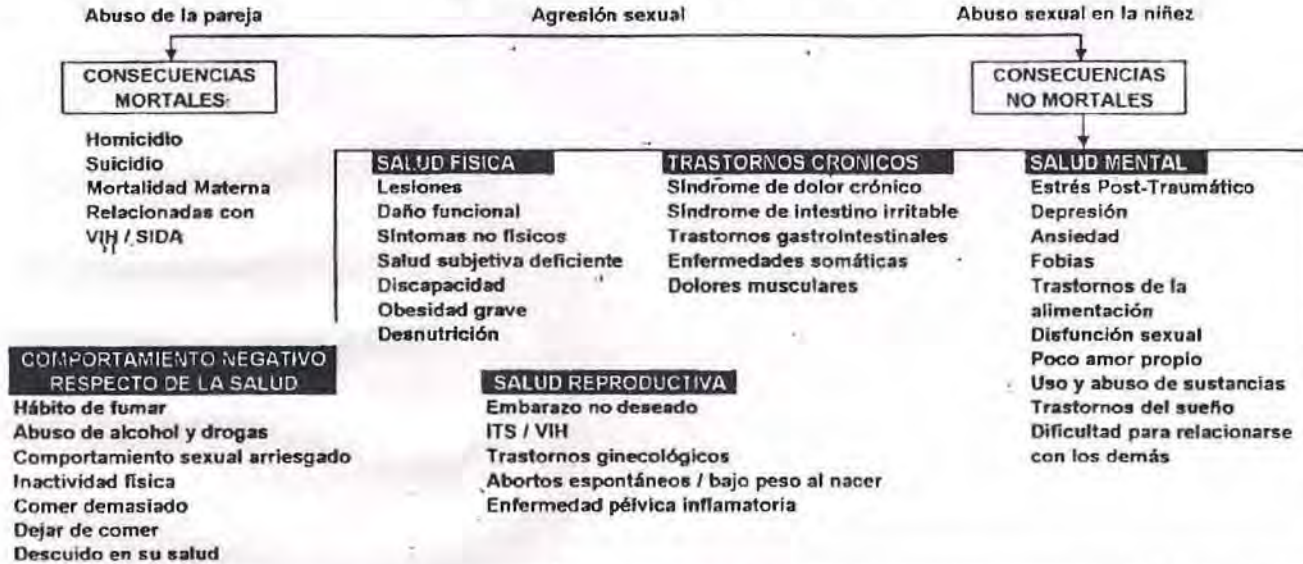 Abuso de la pareja
Agresión sexual
Abuso sexual en la niñez
CONSECUENCIAS
MORTALES
Homicidio
Suicidio
Mortalidad Materna
Relacionadas con
VIH / SIDA
CONSECUENCIAS
NO MORTALES
SALUD FISICA
Lesiones
Daño funcional
Síntomas no físicos
Salud subjetiva deficiente
Discapacidad
Obesidad grave
Desnutrición
TRASTORNOS CRONICOS
Síndrome de dolor crónico
Síndrome de intestino irritable
Trastornos gastrointestinales
Enfermedades somáticas
Dolores musculares
SALUD MENTAL
Estrés Post-Traumático
Depresión
Ansiedad
Fobias
Trastornos de la
alimentación
Disfunción sexual
Poco amor propio
Uso y abuso de sustancias
Trastornos del sueño
Dificultad para relacionarse
con los demás
COMPORTAMIENTO NEGATIVO
RESPECTO DE LA SALUD
Hábito de fumar
Abuso de alcohol y drogas
Comportamiento sexual arriesgado
Inactividad física
Comer demasiado
Dejar de comer
Descuido en su salud
SALUD REPRODUCTIVA
Embarazo no deseado
ITS / VIH
Trastornos ginecológicos
Abortos espontáneos / bajo peso al nacer
Enfermedad pélvica inflamatoria